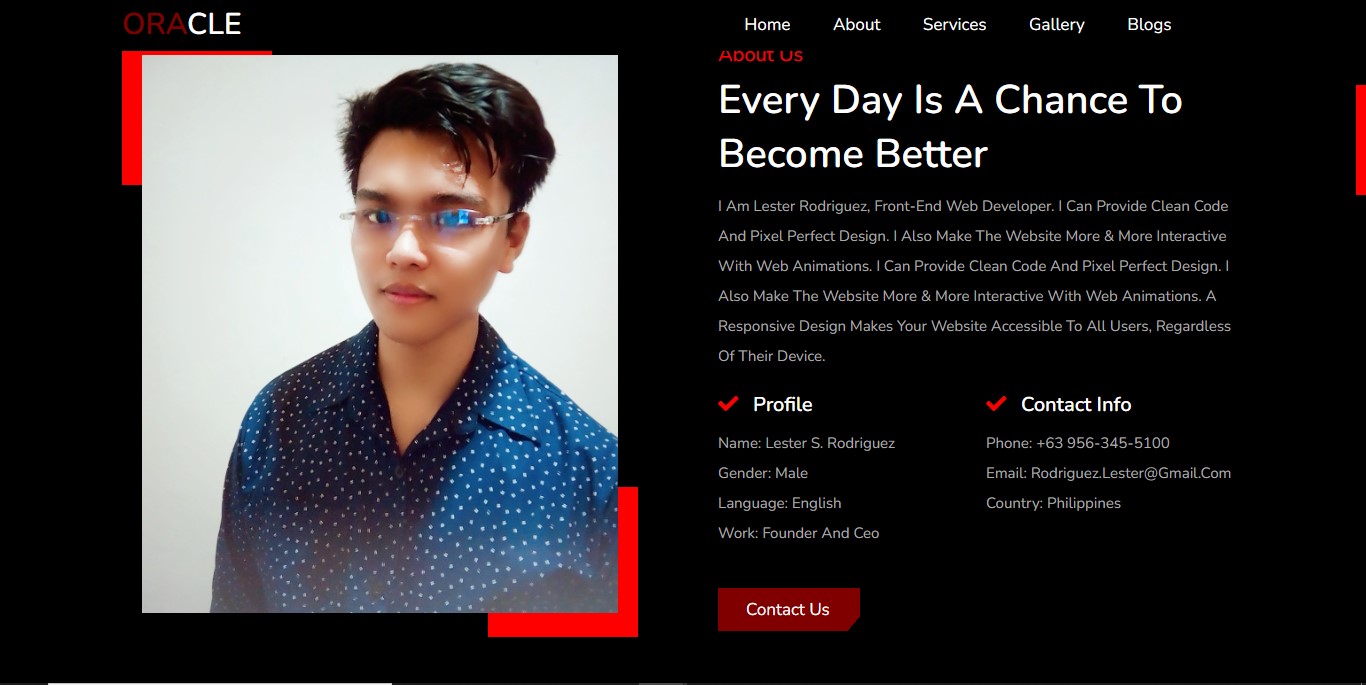 ORACLE
Home About Services Gallery Blogs
About Us
Every Day Is A Chance To
Become Better
I Am Lester Rodriguez, Front-End Web Developer. I Can Provide Clean Code
And Pixel Perfect Design. I Also Make The Website More & More Interactive
With Web Animations. I Can Provide Clean Code And Pixel Perfect Design. I
Also Make The Website More & More Interactive With Web Animations. A
Responsive Design Makes Your Website Accessible To All Users, Regardless
Of Their Device.
Profile
Name: Lester S. Rodriguez
Gender: Male
Language: English
Work: Founder And Ceo
Contact Info
Phone: +63 956-345-5100
Email: Rodriguez.Lester@Gmail.Com
Country: Philippines
Contact Us